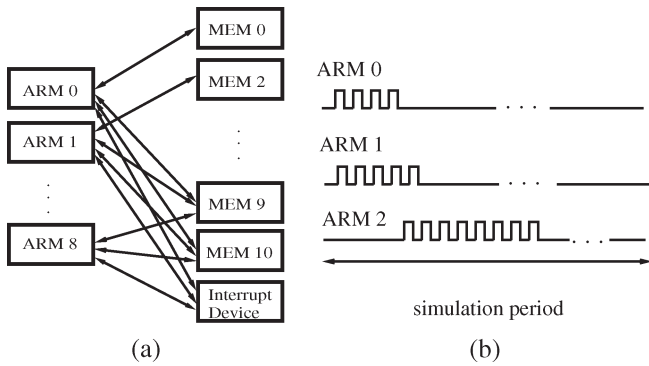 ARM 0
ARM 1
ARM 8
MEM 0
MEM 2
MEM 9
MEM 10
Interrupt
Device
(a)
ARM 0
ARM 1
ARM 2
simulation period
(b)